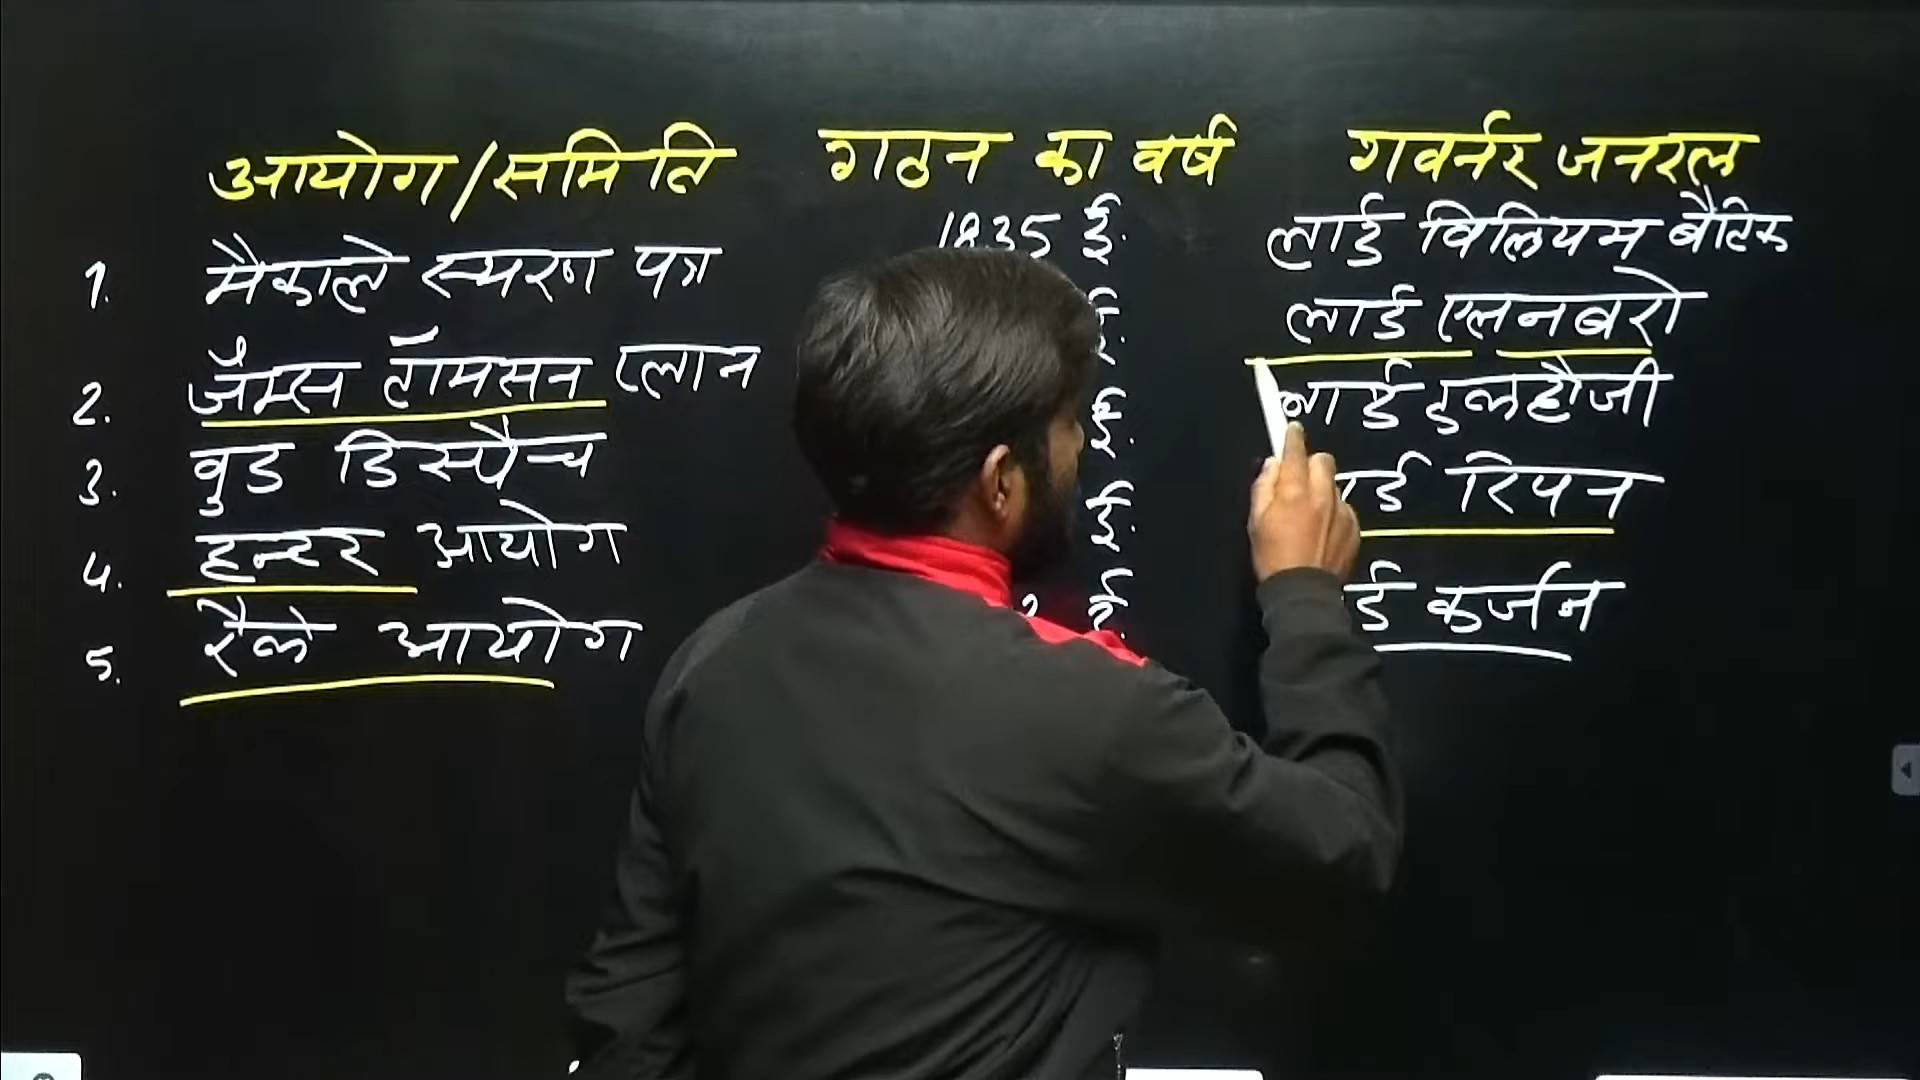 आयोग/समिति गठन का वर्ष गवर्नर जनरल
1. मैकाले स्मरण पत्र 1835 ई. लार्ड विलियम बैंटिक
2. जॅम्स टॉमसन प्लान ई. लार्ड एलनबरो
3. वुड डिस्पैच ई. लार्ड डलहौजी
4. हन्टर आयोग ई. लार्ड रिपन
5. रैले आयोग 2 ई. र्ड कर्जन